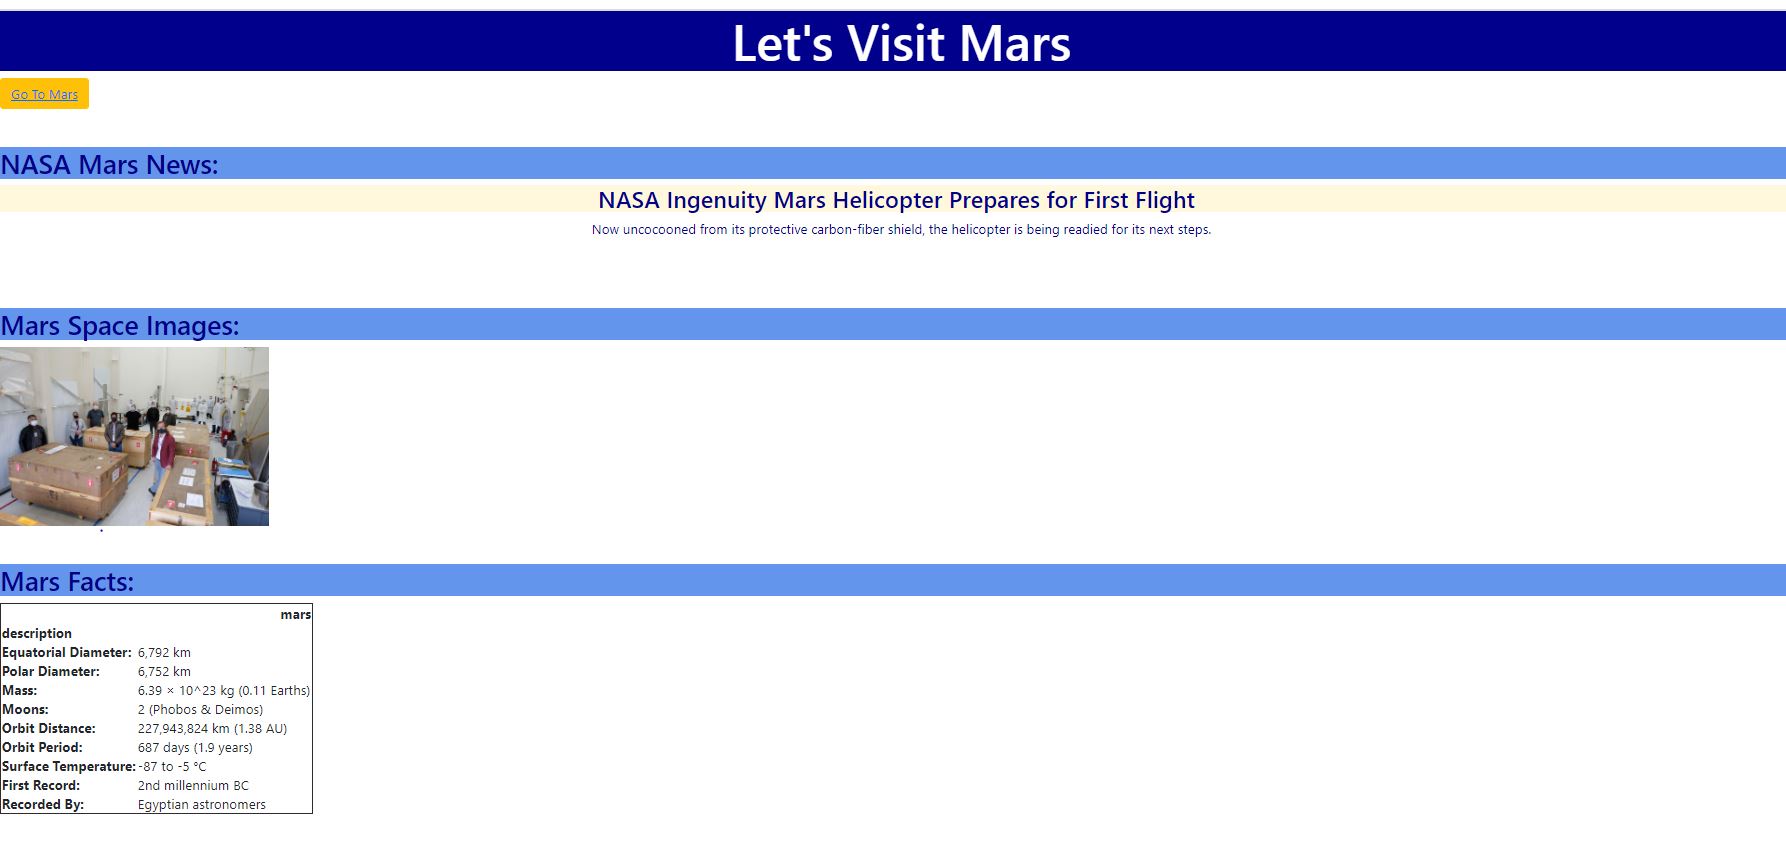 Let's Visit Mars
Go To Mars
NASA Mars News:
NASA Ingenuity Mars Helicopter Prepares for First Flight
Now uncocooned from its protective carbon-fiber shield, the helicopter is being readied for its next steps.
Mars Space Images:
.
Mars Facts:
mars
description
Equatorial Diameter: 6,792 km
Polar Diameter: 6,752 km
Mass: 6.39 × 10^23 kg (0.11 Earths)
Moons: 2 (Phobos & Deimos)
Orbit Distance: 227,943,824 km (1.38 AU)
Orbit Period: 687 days (1.9 years)
Surface Temperature: -87 to -5 °C
First Record: 2nd millennium BC
Recorded By: Egyptian astronomers